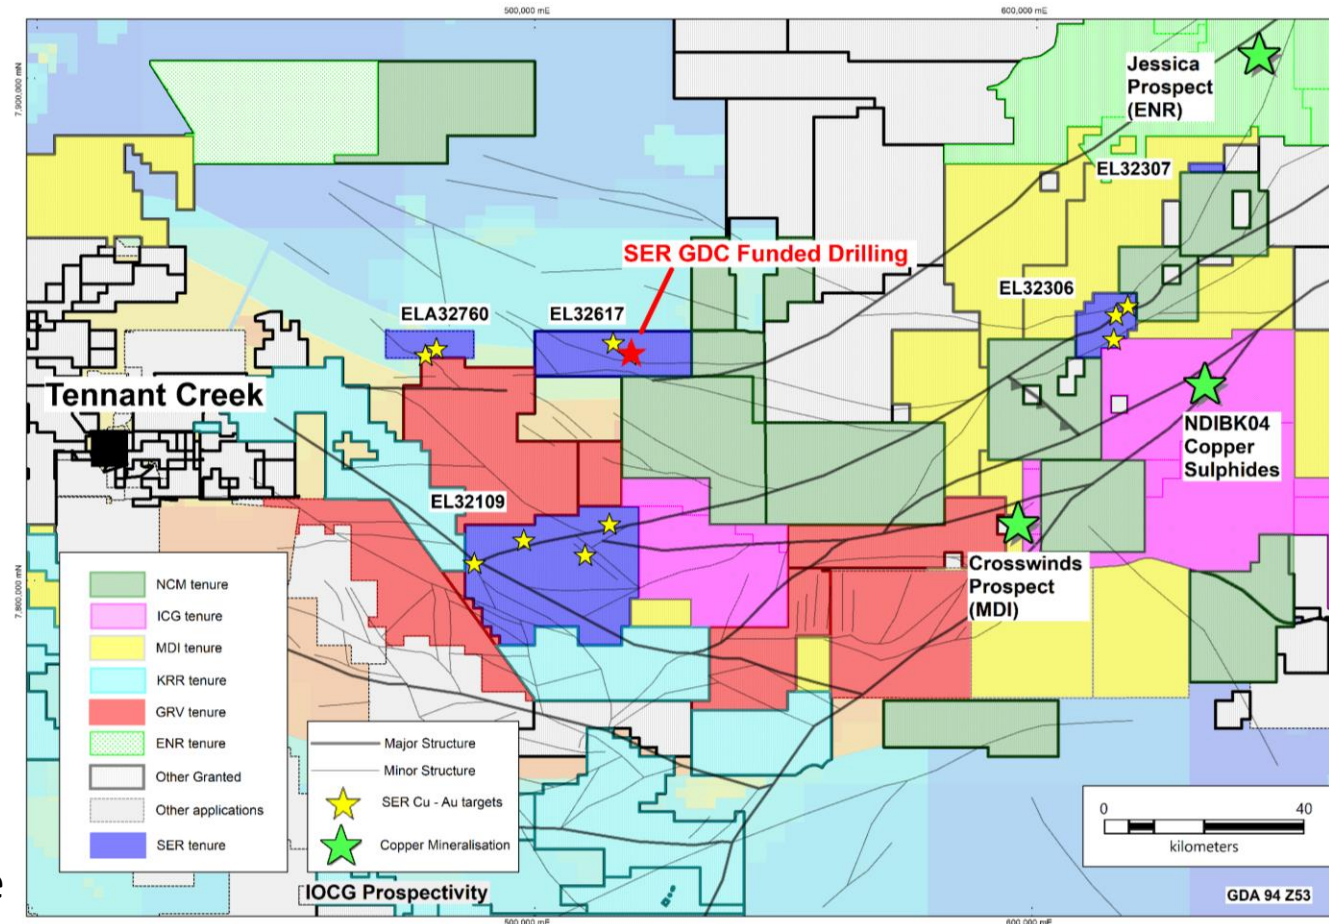 500,000 mE
600,000 mE
7,900,000 mN
Jessica
Prospect
(ENR)
EL32307
SER GDC Funded Drilling
EL32306
ELA32760
EL32617
Tennant Creek
NDIBK04
Copper
Sulphides
EL32109
Crosswinds
Prospect
(MDI)
7,800,000 mN
NCM tenure
ICG tenure
MDI tenure
KRR tenure
GRV tenure
ENR tenure
Other Granted
Other applications
SER tenure
Major Structure
Minor Structure
SER Cu - Au targets
Copper Mineralisation
0
40
kilometers
IOCG Prospectivity
GDA 94 Z53
500,000 mE
600,000 mE
e